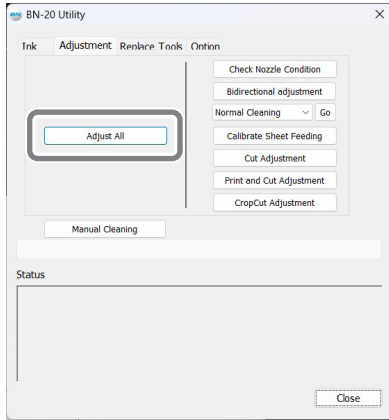 BN-20 Utility
Ink Adjustment Replace Tools Option
Check Nozzle Condition
Bidirectional adjustment
Normal Cleaning Go
Adjust All
Calibrate Sheet Feeding
Cut Adjustment
Print and Cut Adjustment
CropCut Adjustment
Manual Cleaning
Status
Close